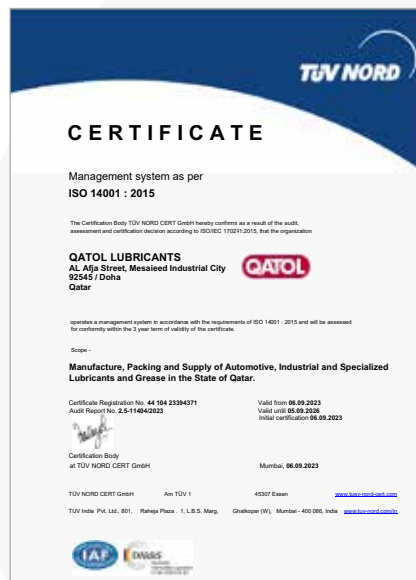 TÜV NORD
CERTIFICATE
Management system as per
ISO 14001 : 2015
The Certification Body TÜV NORD CERT GmbH hereby confirms as a result of the audit,
assessment and certification decision according to ISO/IEC 17021:2015, that the organization
QATOL LUBRICANTS
AL Afja Street, Mesaieed Industrial City
92545 / Doha
Qatar
QATOL
operates a management system in accordance with the requirements of ISO 14001 : 2015 and will be assessed
for conformity within the 3 year term of validity of the certificate.
Scope -
Manufacture, Packing and Supply of Automotive, Industrial and Specialized
Lubricants and Grease in the State of Qatar.
Certificate Registration No. 44 104 23394371
Audit Report No. 2.5-11404/2023
Valid from 06.09.2023
Valid until 05.09.2026
Initial certification 06.09.2023
Certification Body
at TÜV NORD CERT GmbH
Mumbai, 06.09.2023
TÜV NORD CERT GmbH Am TÜV 1 45307 Essen www.tuev-nord-cert.com
TUV India Pvt. Ltd., 801, Raheja Plaza . 1, L.B.S. Marg, Ghatkopar (W), Mumbai - 400 086, India www.tuv-nord.com/in
IAF
DAkkS